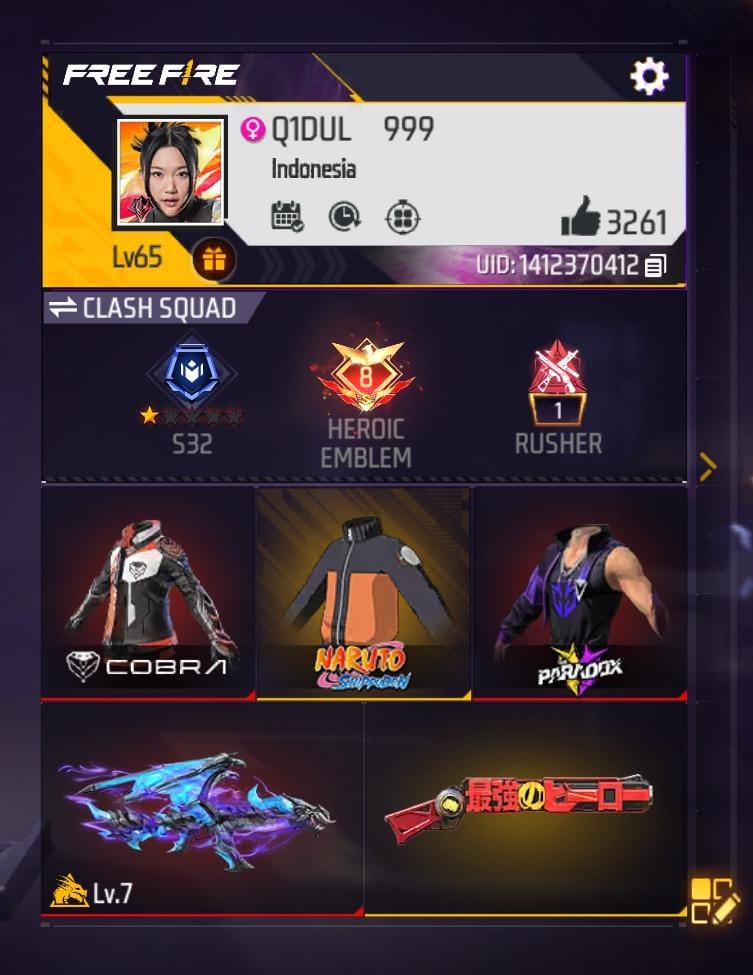 FREE FIRE
Q1DUL 999
Indonesia
3261
Lv65
UID: 1412370412
CLASH SQUAD
8
1
S32
HEROIC
EMBLEM
RUSHER
COBRA
NARUTO
SHIPPUDEN
PARADOX
最強のヒーロー
Lv.7